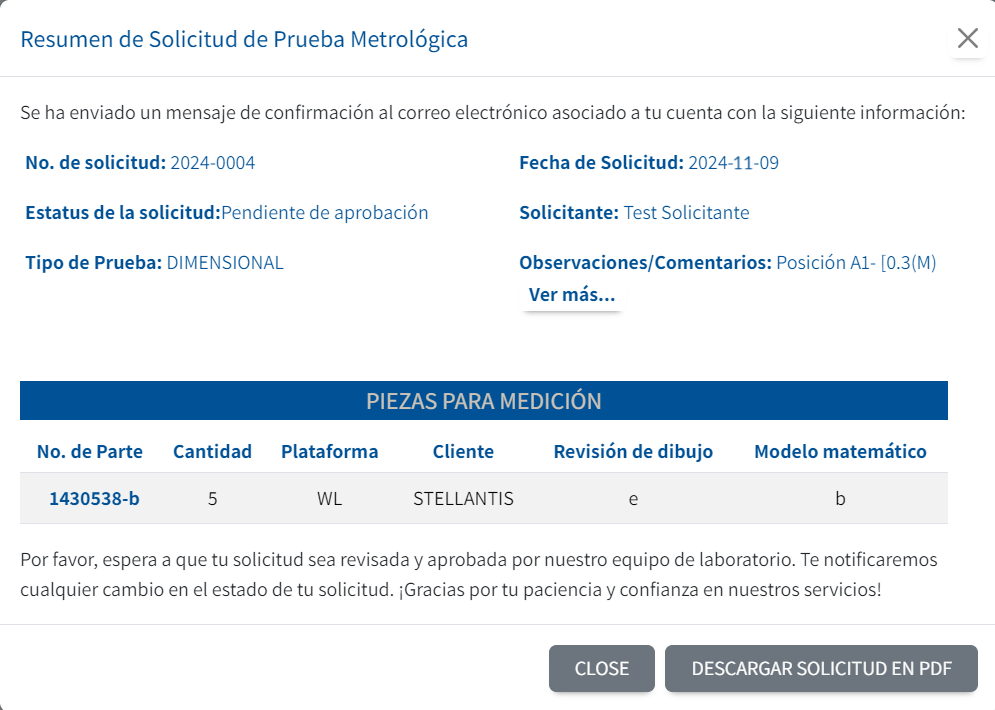 Resumen de Solicitud de Prueba Metrológica
Se ha enviado un mensaje de confirmación al correo electrónico asociado a tu cuenta con la siguiente información:
No. de solicitud: 2024-0004 Fecha de Solicitud: 2024-11-09
Estatus de la solicitud:Pendiente de aprobación Solicitante: Test Solicitante
Tipo de Prueba: DIMENSIONAL Observaciones/Comentarios: Posición A1- [0.3(M)
Ver más...
PIEZAS PARA MEDICIÓN
No. de Parte Cantidad Plataforma Cliente Revisión de dibujo Modelo matemático
1430538-b 5 WL STELLANTIS e b
Por favor, espera a que tu solicitud sea revisada y aprobada por nuestro equipo de laboratorio. Te notificaremos
cualquier cambio en el estado de tu solicitud. ¡Gracias por tu paciencia y confianza en nuestros servicios!
CLOSE DESCARGAR SOLICITUD EN PDF